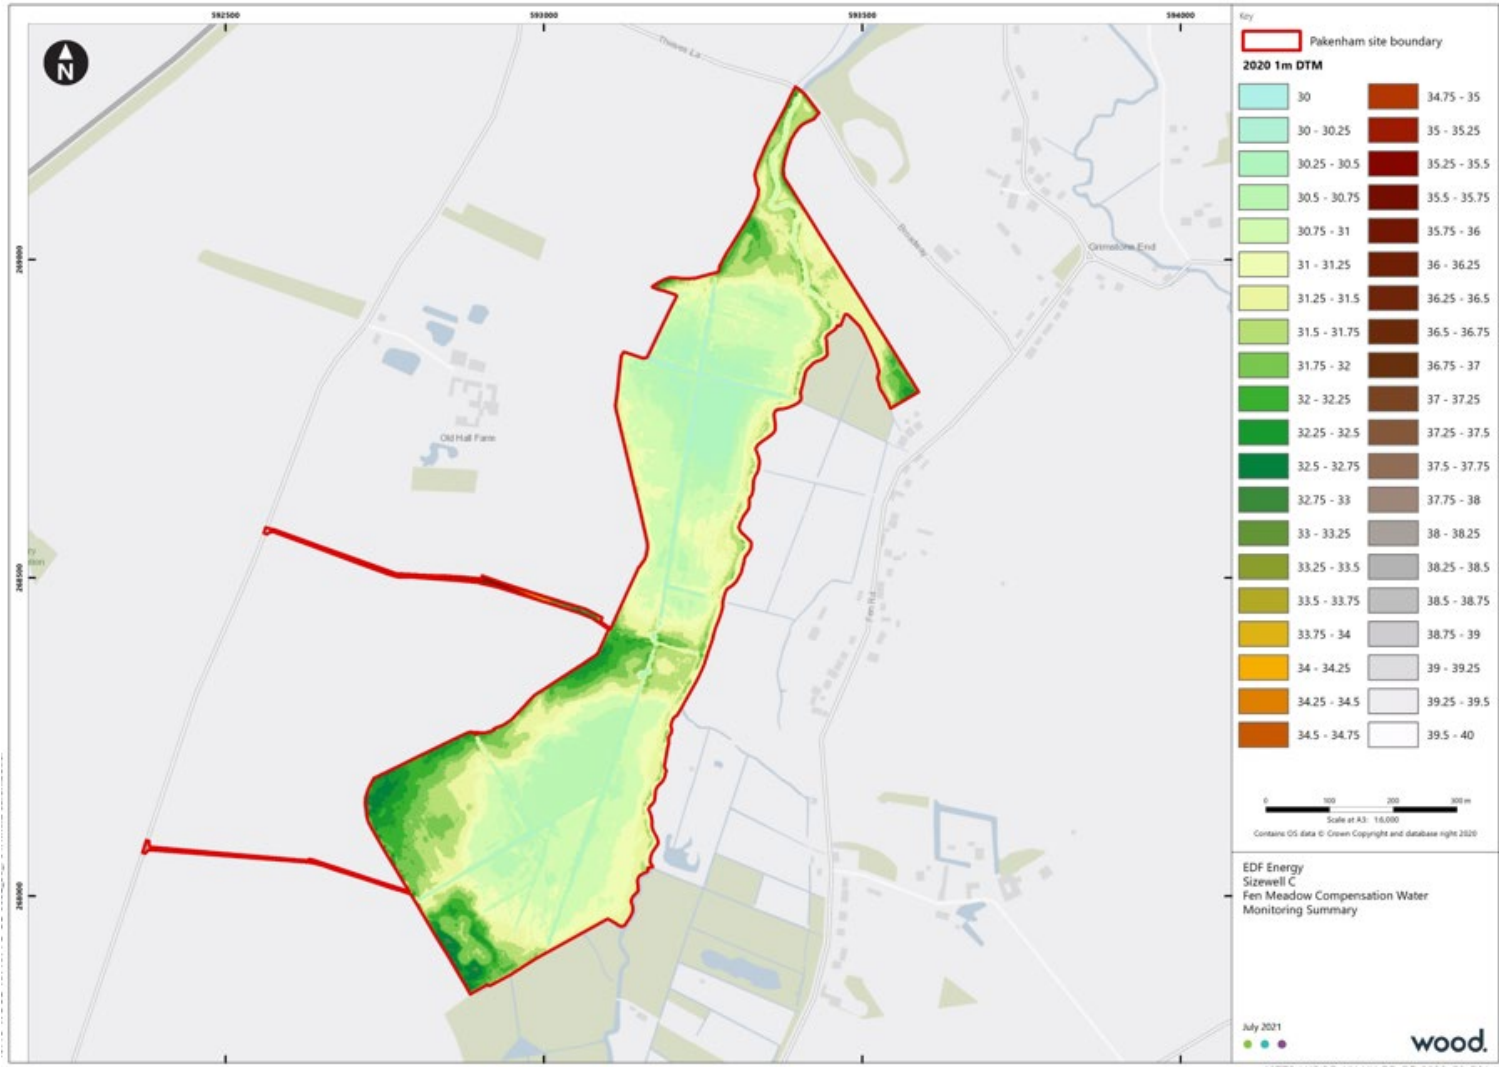 592500
593000
593500
594000
Thieves La
N
Broadway
Grimstone End
269000
Old Hall Farm
268500
Fen Rd
268000
Key
Pakenham site boundary
2020 1m DTM
30
30 - 30.25
30.25 - 30.5
30.5 - 30.75
30.75 - 31
31 - 31.25
31.25 - 31.5
31.5 - 31.75
31.75 - 32
32 - 32.25
32.25 - 32.5
32.5 - 32.75
32.75 - 33
33 - 33.25
33.25 - 33.5
33.5 - 33.75
33.75 - 34
34 - 34.25
34.25 - 34.5
34.5 - 34.75
34.75 - 35
35 - 35.25
35.25 - 35.5
35.5 - 35.75
35.75 - 36
36 - 36.25
36.25 - 36.5
36.5 - 36.75
36.75 - 37
37 - 37.25
37.25 - 37.5
37.5 - 37.75
37.75 - 38
38 - 38.25
38.25 - 38.5
38.5 - 38.75
38.75 - 39
39 - 39.25
39.25 - 39.5
39.5 - 40
0 100 200 300 m
Scale at A3: 1:6,000
Contains OS data © Crown Copyright and database right 2020
EDF Energy
Sizewell C
Fen Meadow Compensation Water
Monitoring Summary
July 2021
wood.